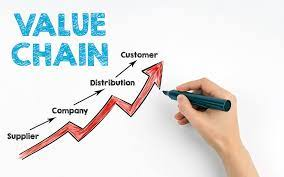 VALUE
CHAIN
Customer
Distribution
Company
Supplier